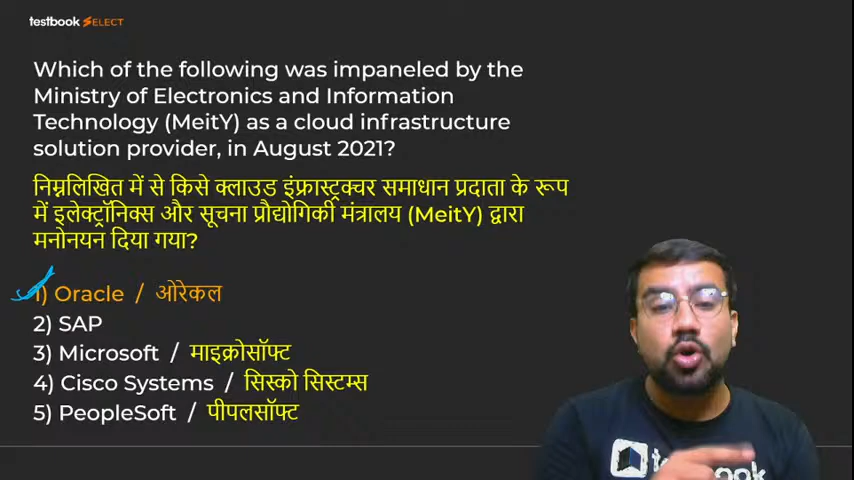 testbook SELECT
Which of the following was impaneled by the
Ministry of Electronics and Information
Technology (MeitY) as a cloud infrastructure
solution provider, in August 2021?
निम्नलिखित में से किसे क्लाउड इंफ्रास्ट्रक्चर समाधान प्रदाता के रूप
में इलेक्ट्रॉनिक्स और सूचना प्रौद्योगिकी मंत्रालय (MeitY) द्वारा
मनोनयन दिया गया?
1) Oracle / ओरेकल
2) SAP
3) Microsoft / माइक्रोसॉफ्ट
4) Cisco Systems / सिस्को सिस्टम्स
5) PeopleSoft / पीपलसॉफ्ट